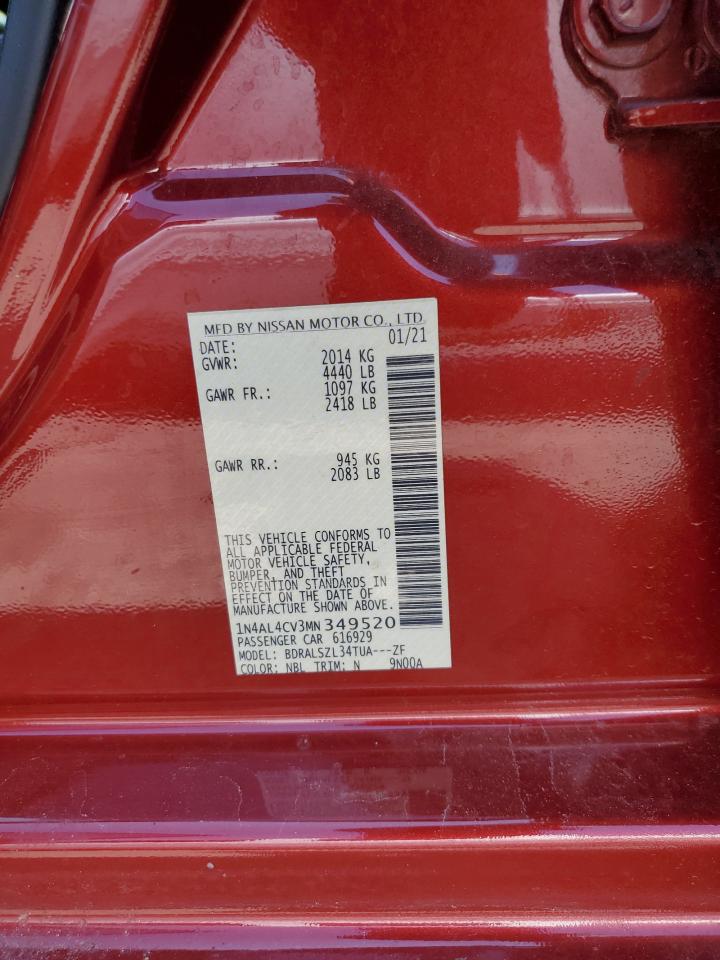 MFD BY NISSAN MOTOR CO., LTD.
DATE: 01/21
GVWR: 2014 KG
4440 LB
GAWR FR.: 1097 KG
2418 LB
GAWR RR.: 945 KG
2083 LB
THIS VEHICLE CONFORMS TO
ALL APPLICABLE FEDERAL
MOTOR VEHICLE SAFETY,
BUMPER, AND THEFT
PREVENTION STANDARDS IN
EFFECT ON THE DATE OF
MANUFACTURE SHOWN ABOVE.
1N4AL4CV3MN349520
PASSENGER CAR 616929
MODEL: BDRALSZL34TUA---ZF
COLOR: NBL TRIM: N 9N00A